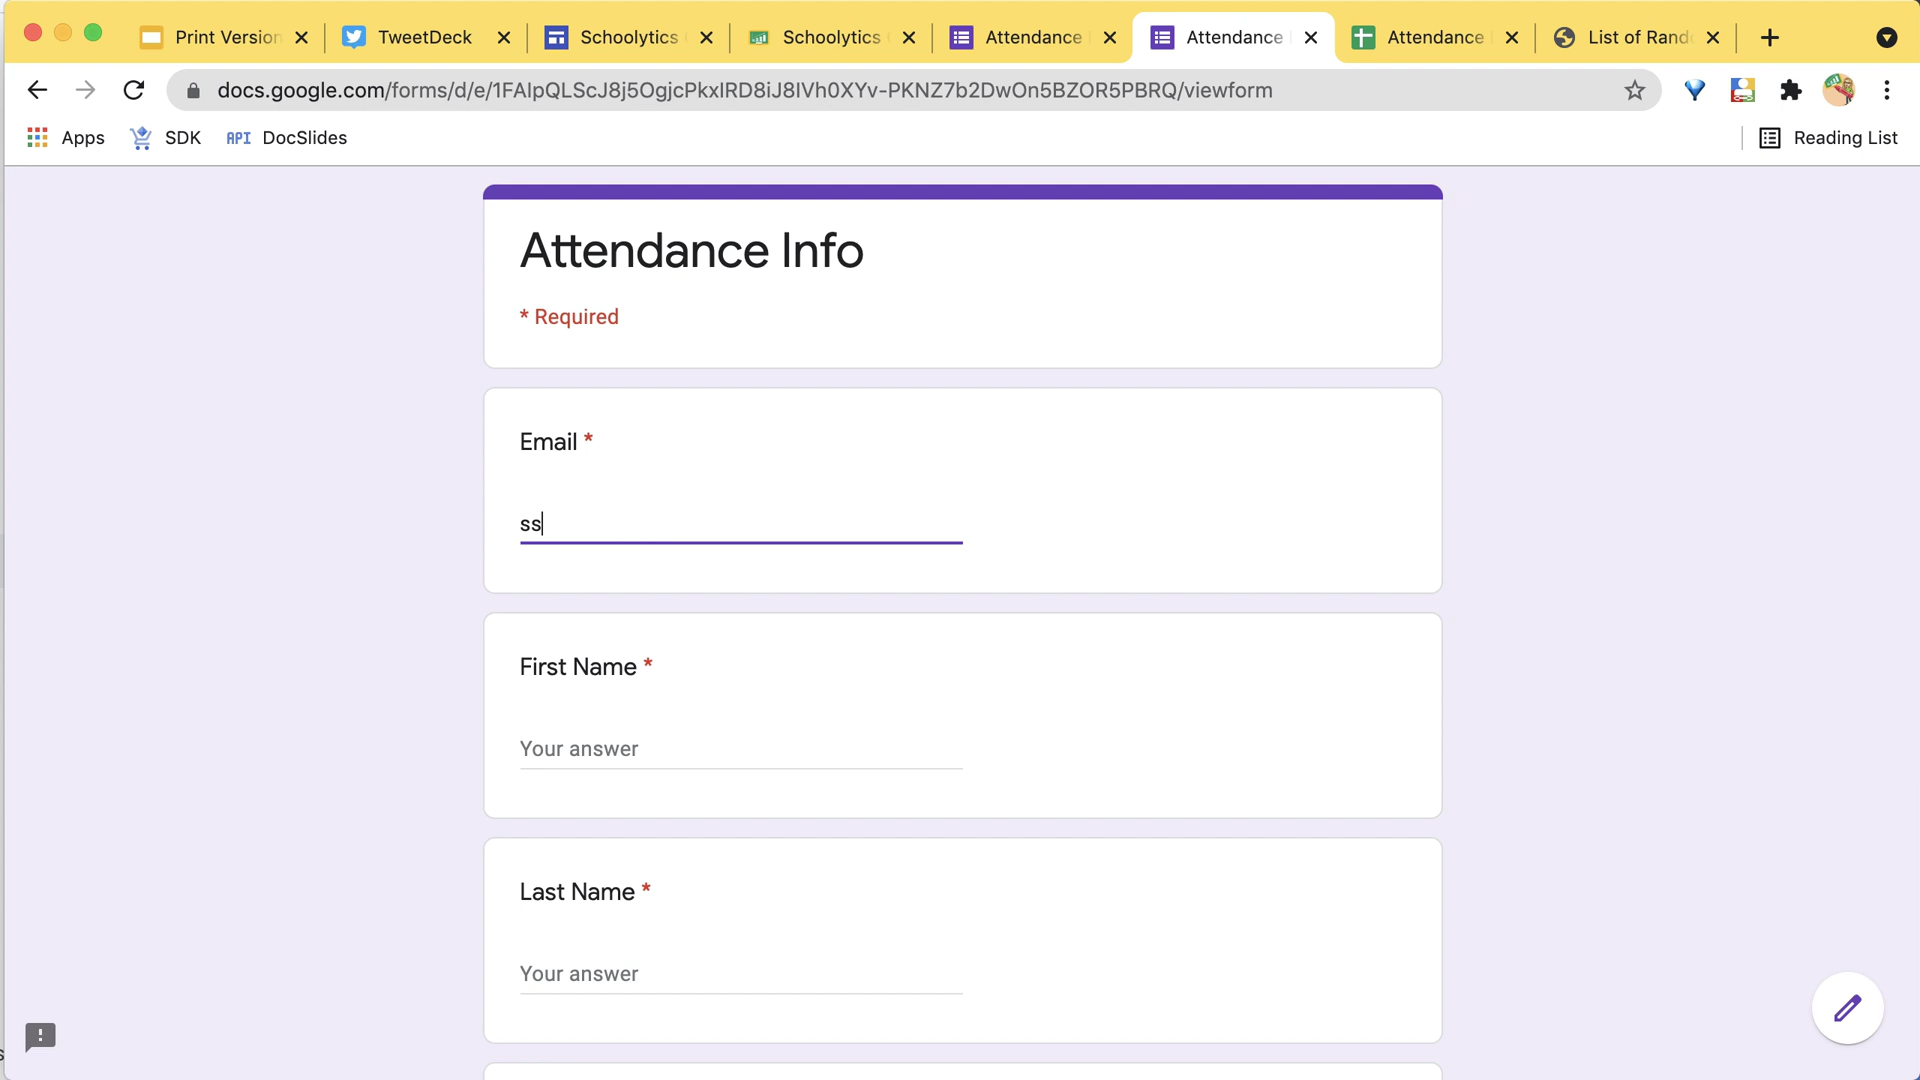 Print Version
TweetDeck
Schoolytics
Schoolytics
Attendance
Attendance
Attendance
List of Rand
docs.google.com/forms/d/e/1FAIpQLScJ8j5OgjcPkxIRD8iJ8IVh0XYv-PKNZ7b2DwOn5BZOR5PBRQ/viewform
Apps
SDK
API DocSlides
Reading List
Attendance Info
* Required
Email *
ss
First Name *
Your answer
Last Name *
Your answer